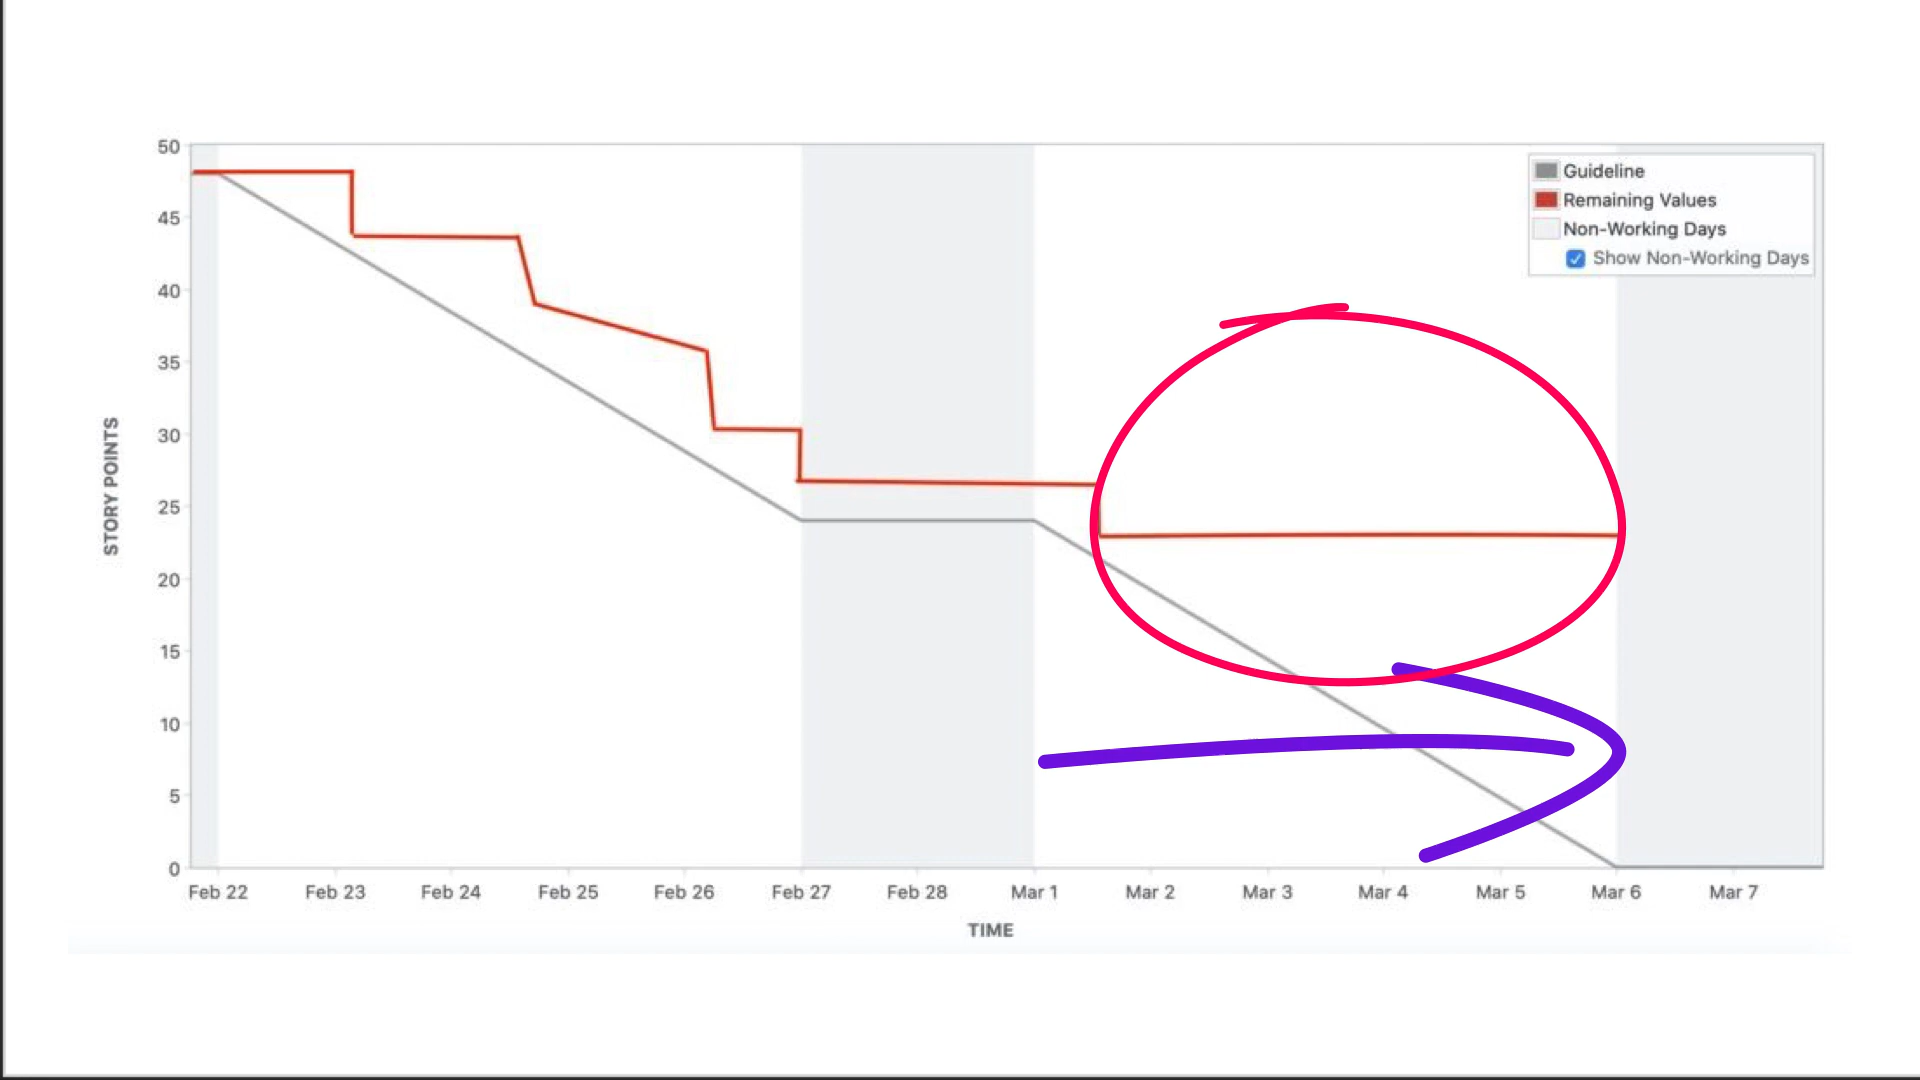 50
Guideline
Remaining Values
45
Non-Working Days
Show Non-Working Days
40
35
30
STORY POINTS
25
20
15
10
5
0
Feb 22 Feb 23 Feb 24 Feb 25 Feb 26 Feb 27 Feb 28 Mar 1 Mar 2 Mar 3 Mar 4 Mar 5 Mar 6 Mar 7
TIME